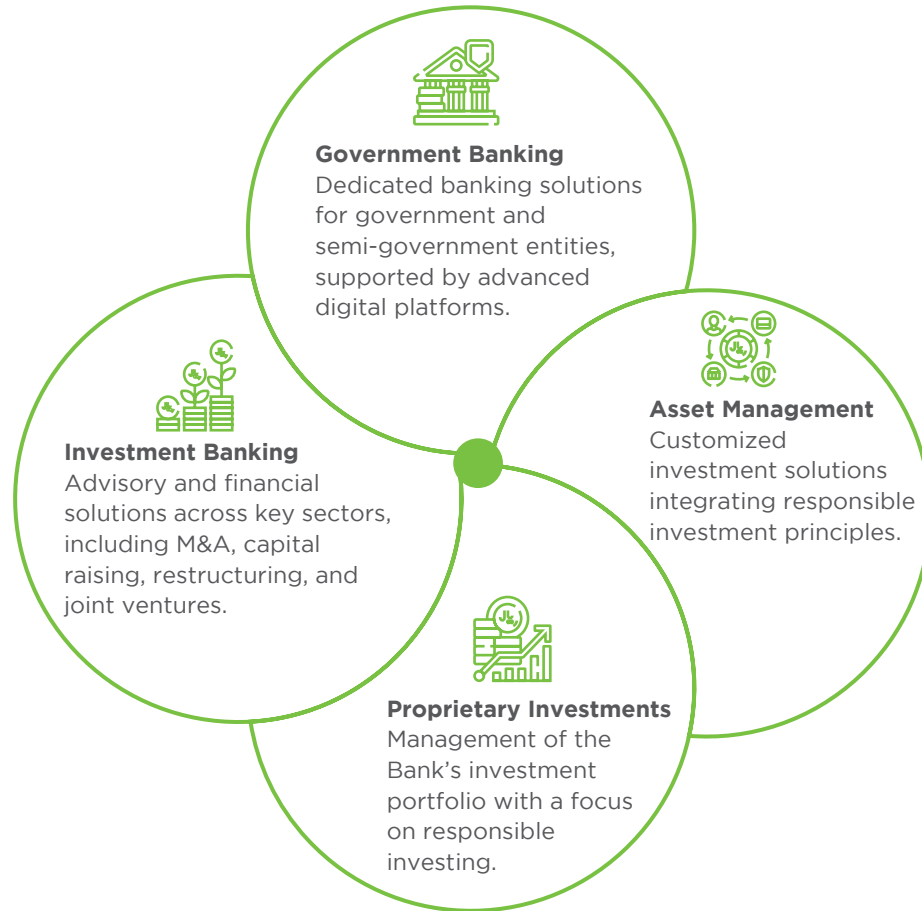 Government Banking
Dedicated banking solutions
for government and
semi-government entities,
supported by advanced
digital platforms.
Asset Management
Customized
investment solutions
integrating responsible
investment principles.
Investment Banking
Advisory and financial
solutions across key sectors,
including M&A, capital
raising, restructuring, and
joint ventures.
Proprietary Investments
Management of the
Bank’s investment
portfolio with a focus
on responsible
investing.